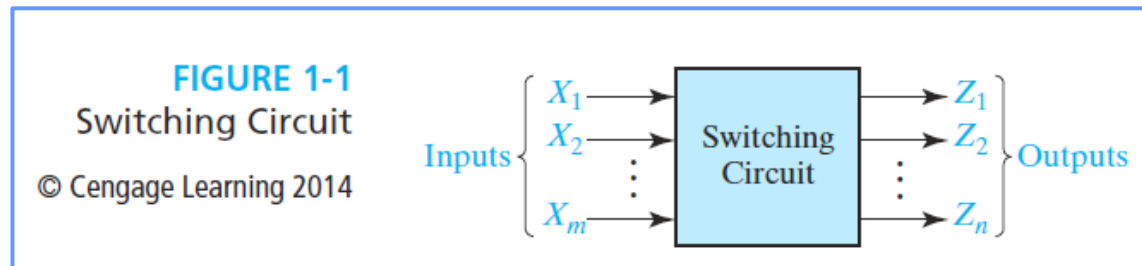 FIGURE 1-1
Switching Circuit
© Cengage Learning 2014
Inputs
X1
X2
⋮
Xm
Switching
Circuit
Z1
Z2
⋮
Zn
Outputs